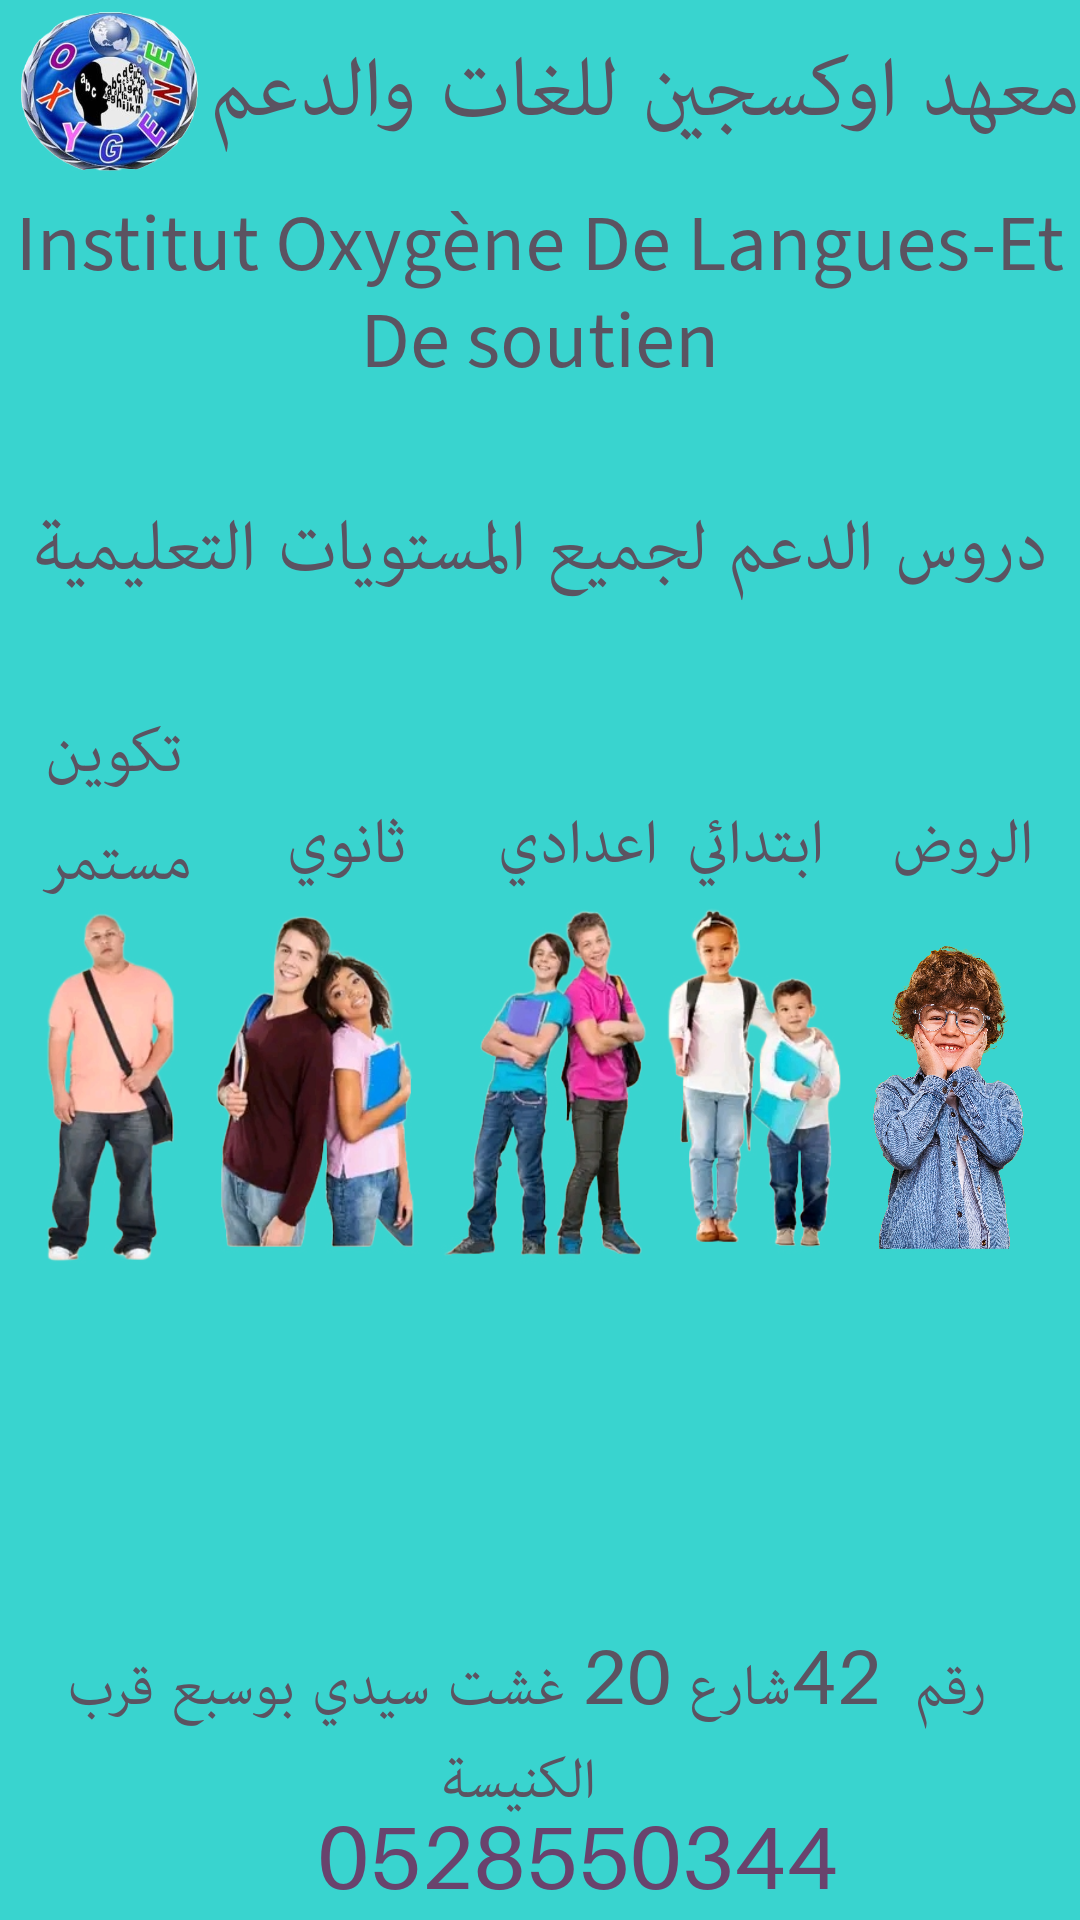 OXYGENE
معهد اوكسجين للغات والدعم
Institut Oxygène De Langues-Et
De soutien
دروس الدعم لجميع المستويات التعليمية
الروض
ابتدائي
اعدادي
ثانوي
تكوين
مستمر
رقم 42شارع 20 غشت سيدي بوسبع قرب
الكنيسة
0528550344